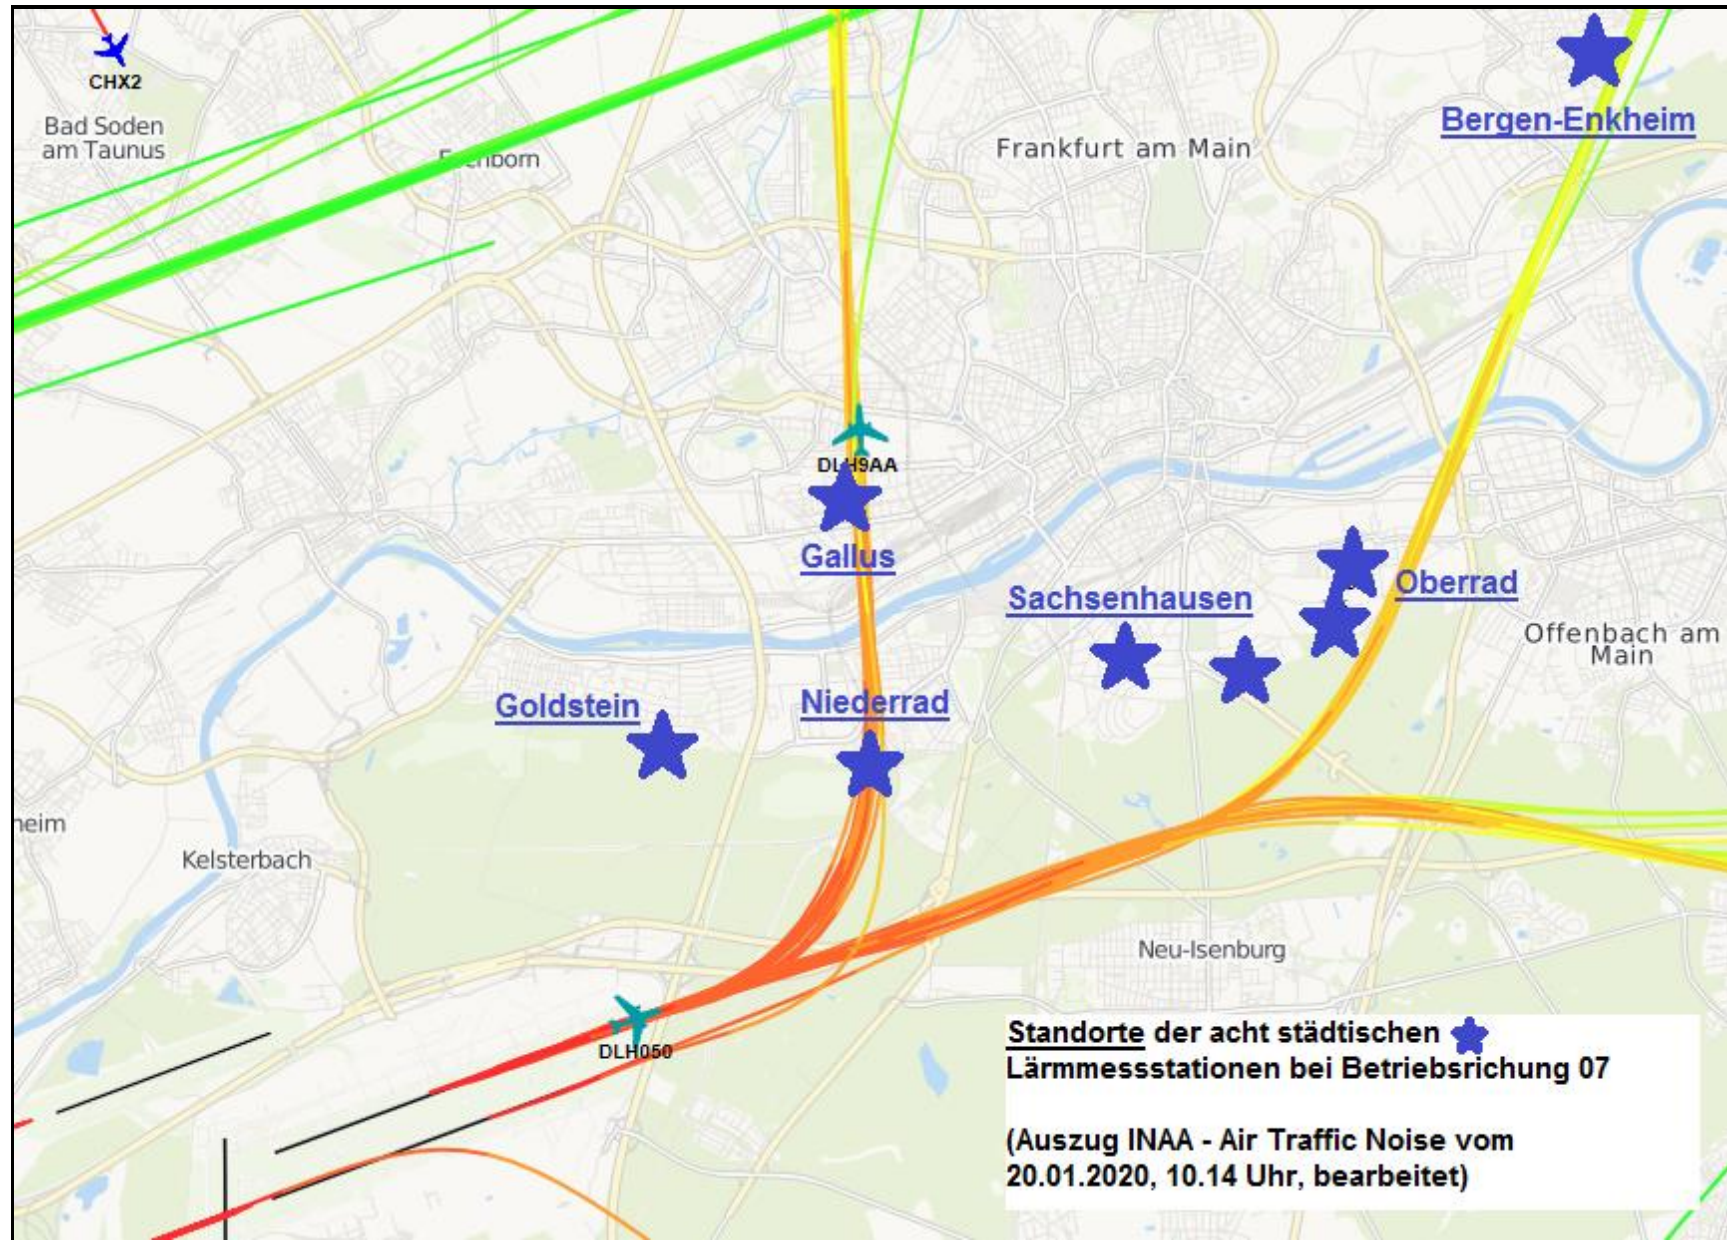 CHX2
Bad Soden
am Taunus
Frankfurt am Main
Bergen-Enkheim
DLH9AA
Gallus
Sachsenhausen
Oberrad
Offenbach am
Main
Goldstein
Niederrad
heim
Kelsterbach
Neu-Isenburg
DLH050
Standorte der acht städtischen
Lärmmessstationen bei Betriebsrichung 07
(Auszug INAA - Air Traffic Noise vom
20.01.2020, 10.14 Uhr, bearbeitet)